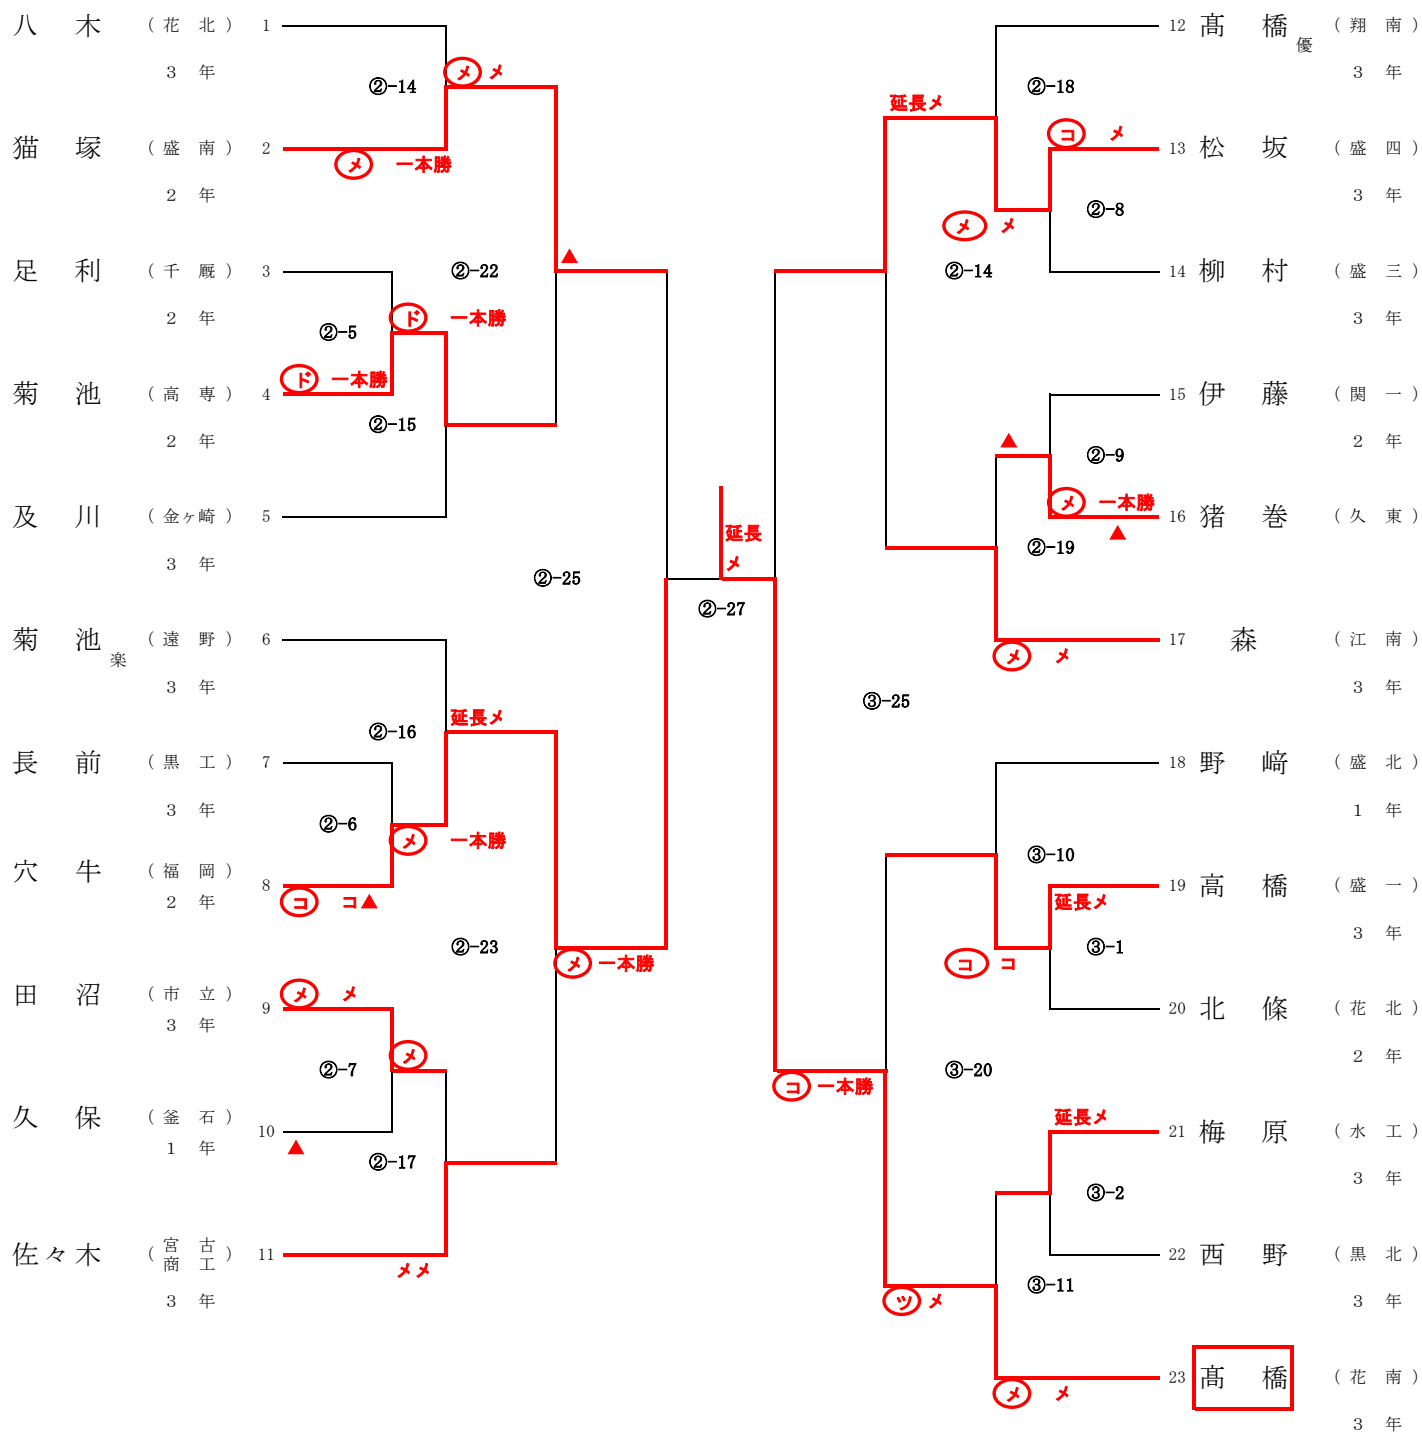 八木 (花北) 1
3年
②-14
メ メ
猫塚 (盛南) 2
メ 一本勝
2年
足利 (千厩) 3
②-22
▲
2年
②-5
ド 一本勝
菊池 (高専) 4
ド 一本勝
②-15
2年
及川 (金ヶ崎) 5
3年
②-25
菊池楽 (遠野) 6
3年
②-16
延長メ
長前 (黒工) 7
3年
②-6
メ 一本勝
穴牛 (福岡) 8
2年
コ コ▲
②-23
メ 一本勝
田沼 (市立) 9
メ メ
3年
②-7
メ
久保 (釜石) 10
1年
▲
②-17
佐々木 (宮古商工) 11
メメ
3年
延長
メ
②-27
12 髙橋優 (翔南)
3年
②-18
延長メ
コ メ
13 松坂 (盛四)
3年
②-8
メ メ
②-14
14 柳村 (盛三)
3年
15 伊藤 (関一)
2年
▲
②-9
メ 一本勝
16 猪巻 (久東)
▲
②-19
17 森 (江南)
メ メ
3年
③-25
18 野﨑 (盛北)
1年
③-10
19 高橋 (盛一)
延長メ
3年
③-1
コ コ
20 北條 (花北)
2年
③-20
コ 一本勝
延長メ
21 梅原 (水工)
3年
③-2
22 西野 (黒北)
3年
③-11
ツ メ
23 髙橋 (花南)
メ メ
3年